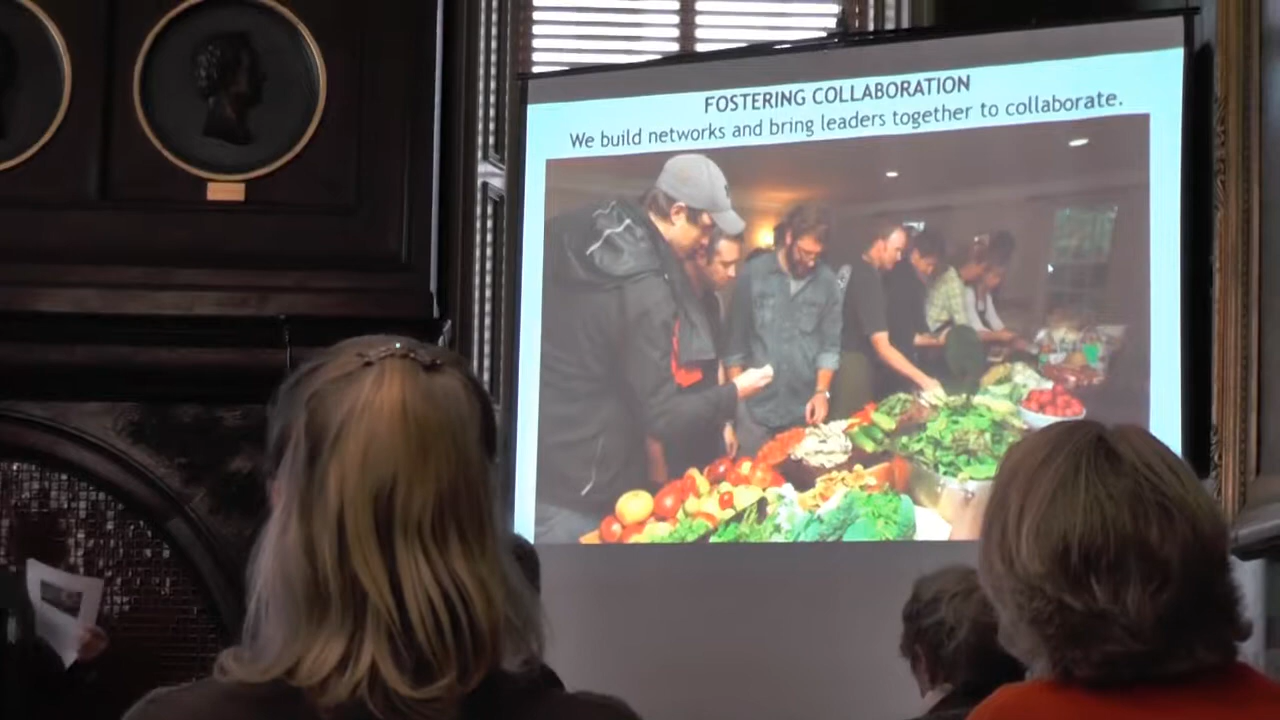 FOSTERING COLLABORATION
We build networks and bring leaders together to collaborate.